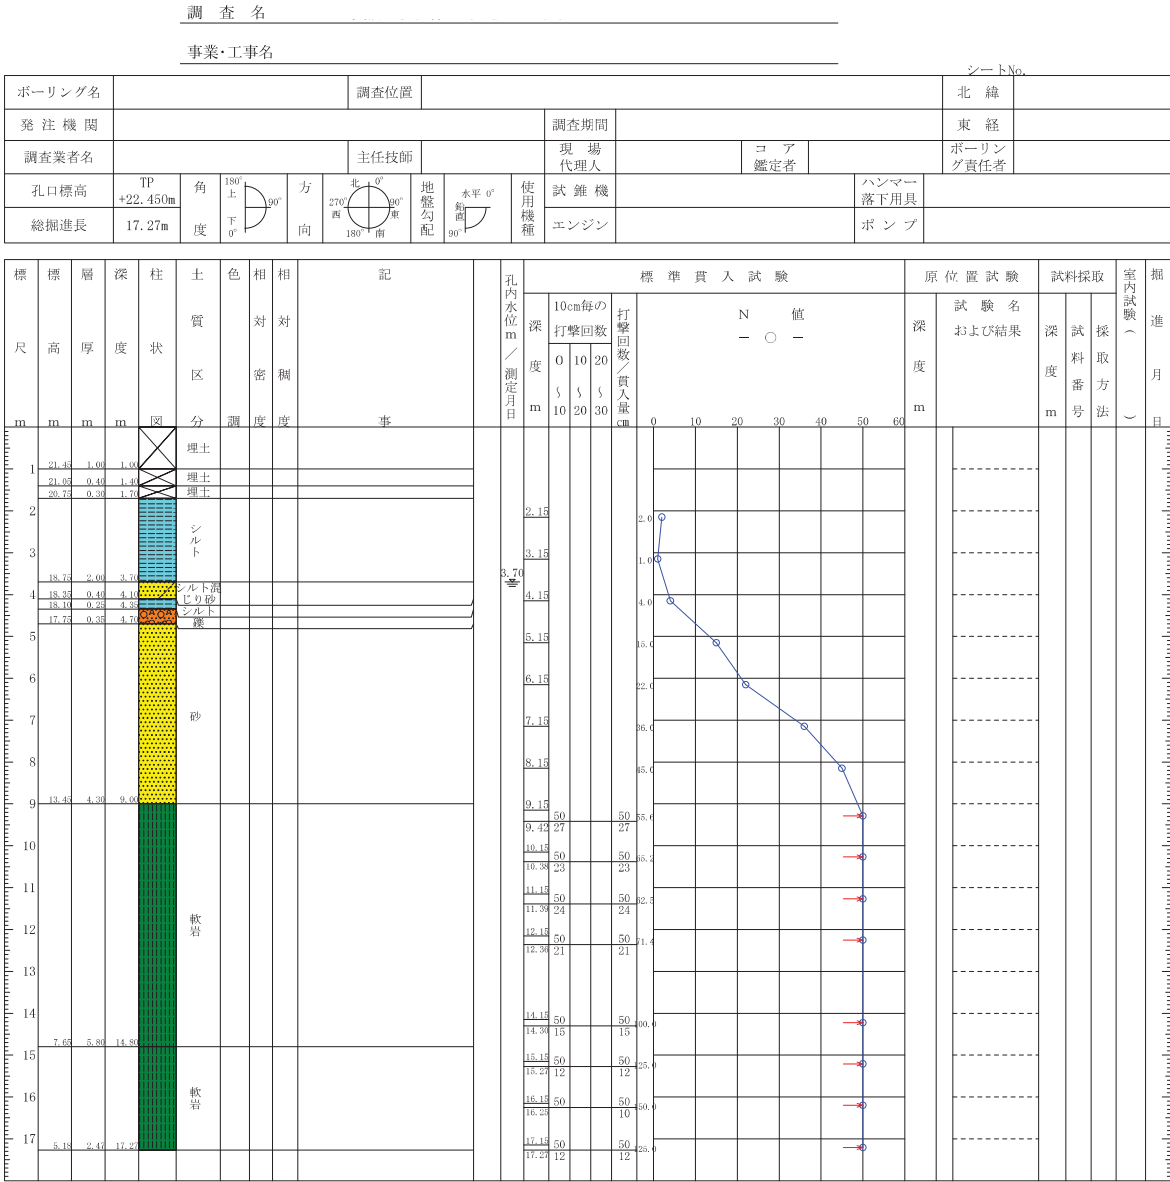 調 査 名
事業・工事名
シートNo.
ボーリング名 調査位置 北 緯
発 注 機 関 調査期間 東 経
調査業者名 主任技師 現 場 代理人 コ ア 鑑定者 ボーリング責任者
孔口標高 TP +22.450m 角 度 180° 上 下 0° 90° 方 向 北 0° 90° 東 180° 南 270° 西 地盤勾配 水平 0° 鉛直 90° 使用機種 試 錐 機 ハンマー落下用具
総掘進長 17.27m エンジン ポ ン プ
標 尺 m
標 高 m
層 厚 m
深 度 m
柱 状 図
土 質 区 分
色 調
相 対 密 度
相 対 稠 度
記 事
孔内水位m/測定月日
標 準 貫 入 試 験
深 度 m
10cm毎の打撃回数
0 〜 10
10 〜 20
20 〜 30
打撃回数/貫入量 cm
N 値
0 10 20 30 40 50 60
原 位 置 試 験
深 度 m
試 験 名 および結果
試料採取
深 度 m
試 料 番 号
採 取 方 法
室内試験( )
掘 進 月 日
埋土
1 21.45 1.00 1.00
埋土
21.05 0.40 1.40
埋土
20.75 0.30 1.70
2
シルト
3
18.75 2.00 3.70
シルト混じり砂
4 18.35 0.40 4.10
シルト
18.10 0.25 4.35
礫
17.75 0.35 4.70
5
6
7
砂
8
9 13.45 4.30 9.00
10
11
12
軟岩
13
14
7.65 5.80 14.80
15
16
軟岩
17
5.18 2.47 17.27
3.70
2.15 2.0
3.15 1.0
4.15 4.0
5.15 15.0
6.15 22.0
7.15 36.0
8.15 45.0
9.15 50 50 55.6
9.42 27 27
10.15 50 50 65.2
10.38 23 23
11.15 50 50 62.5
11.39 24 24
12.15 50 50 71.4
12.36 21 21
14.15 50 50 100.0
14.30 15 15
15.15 50 50 125.0
15.27 12 12
16.15 50 50 150.0
16.25 10
17.15 50 50 125.0
17.27 12 12